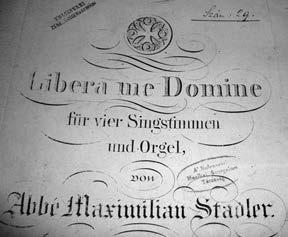 Libera me Domine
für vier Singstimmen
und Orgel,
von
Abbé Maximilian Stadler.